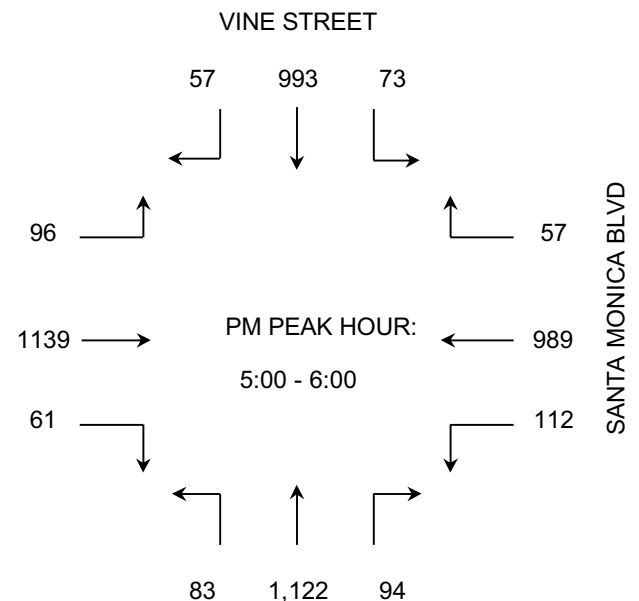 VINE STREET
57 993 73
96 57
SANTA MONICA BLVD
PM PEAK HOUR:
1139 989
5:00 - 6:00
61 112
83 1,122 94